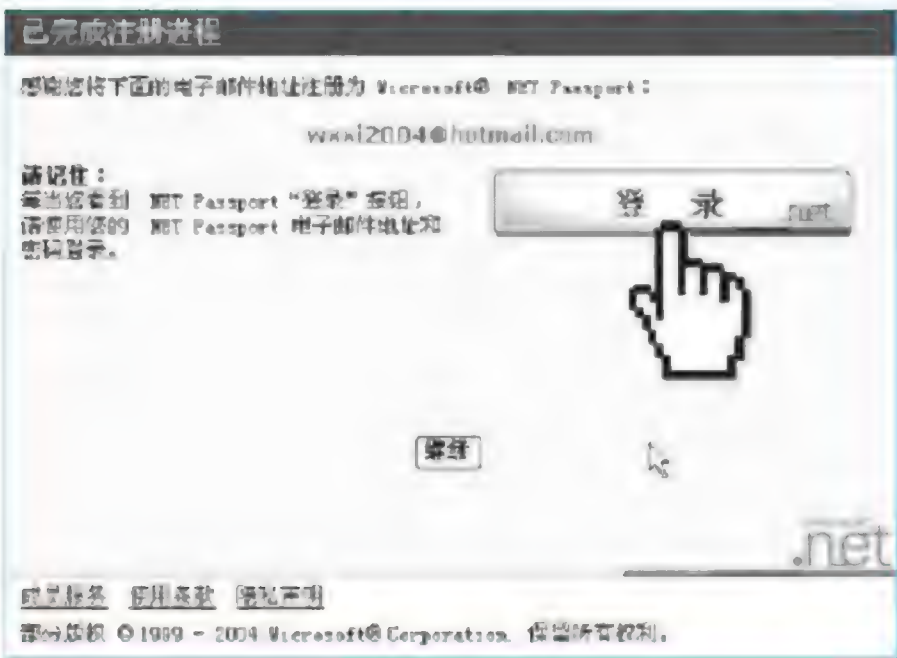 已完成注册进程
感谢您将下面的电子邮件地址注册为 Microsoft® .NET Passport：
@hotmail.com
请记住：
每当您看到 .NET Passport “登录” 按钮，
请使用您的 .NET Passport 电子邮件地址和
密码登录。
登 录 .net
继续
.net
成员服务 使用条款 隐私声明
部分版权 © 1999 - 2004 Microsoft® Corporation. 保留所有权利。